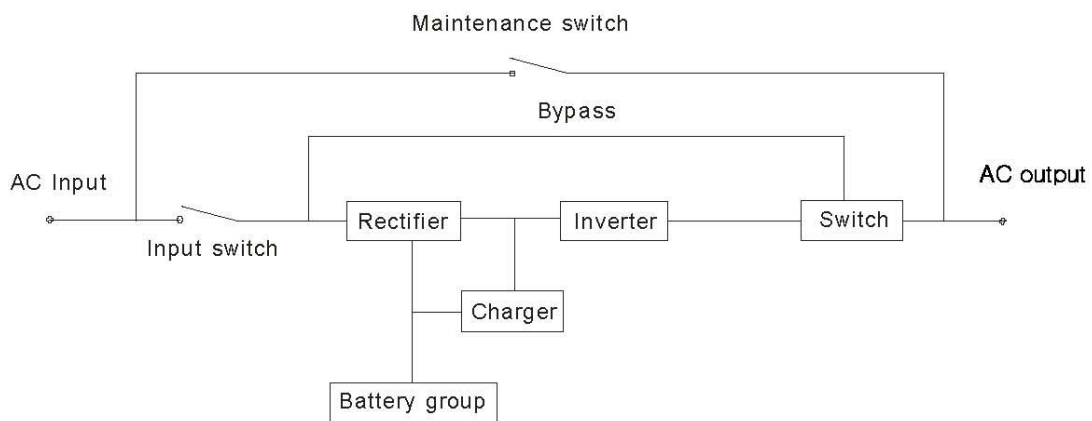 Maintenance switch
Bypass
AC Input
AC output
Rectifier
Inverter
Switch
Input switch
Charger
Battery group